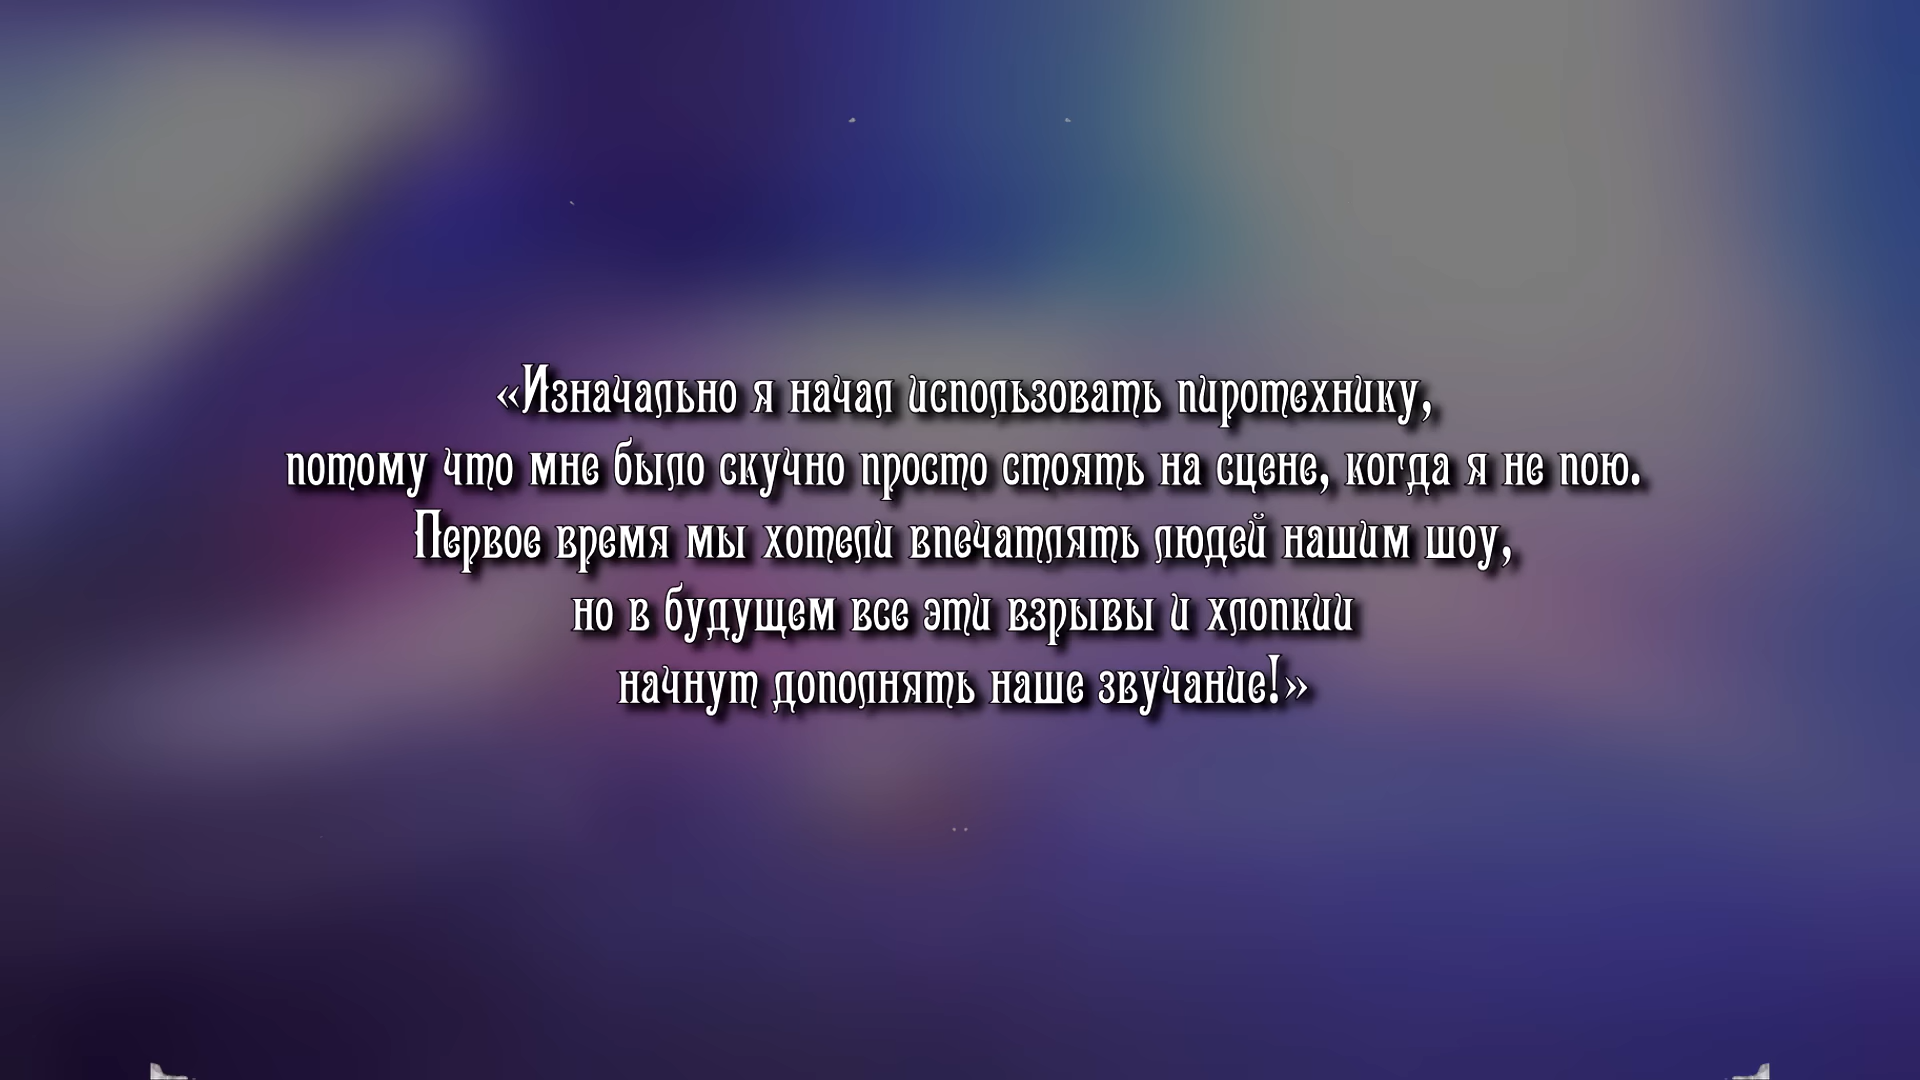 «Изначально я начал использовать пиротехнику,
потому что мне было скучно просто стоять на сцене, когда я не пою.
Первое время мы хотели впечатлять людей нашим шоу,
но в будущем все эти взрывы и хлопкии
начнут дополнять наше звучание!»